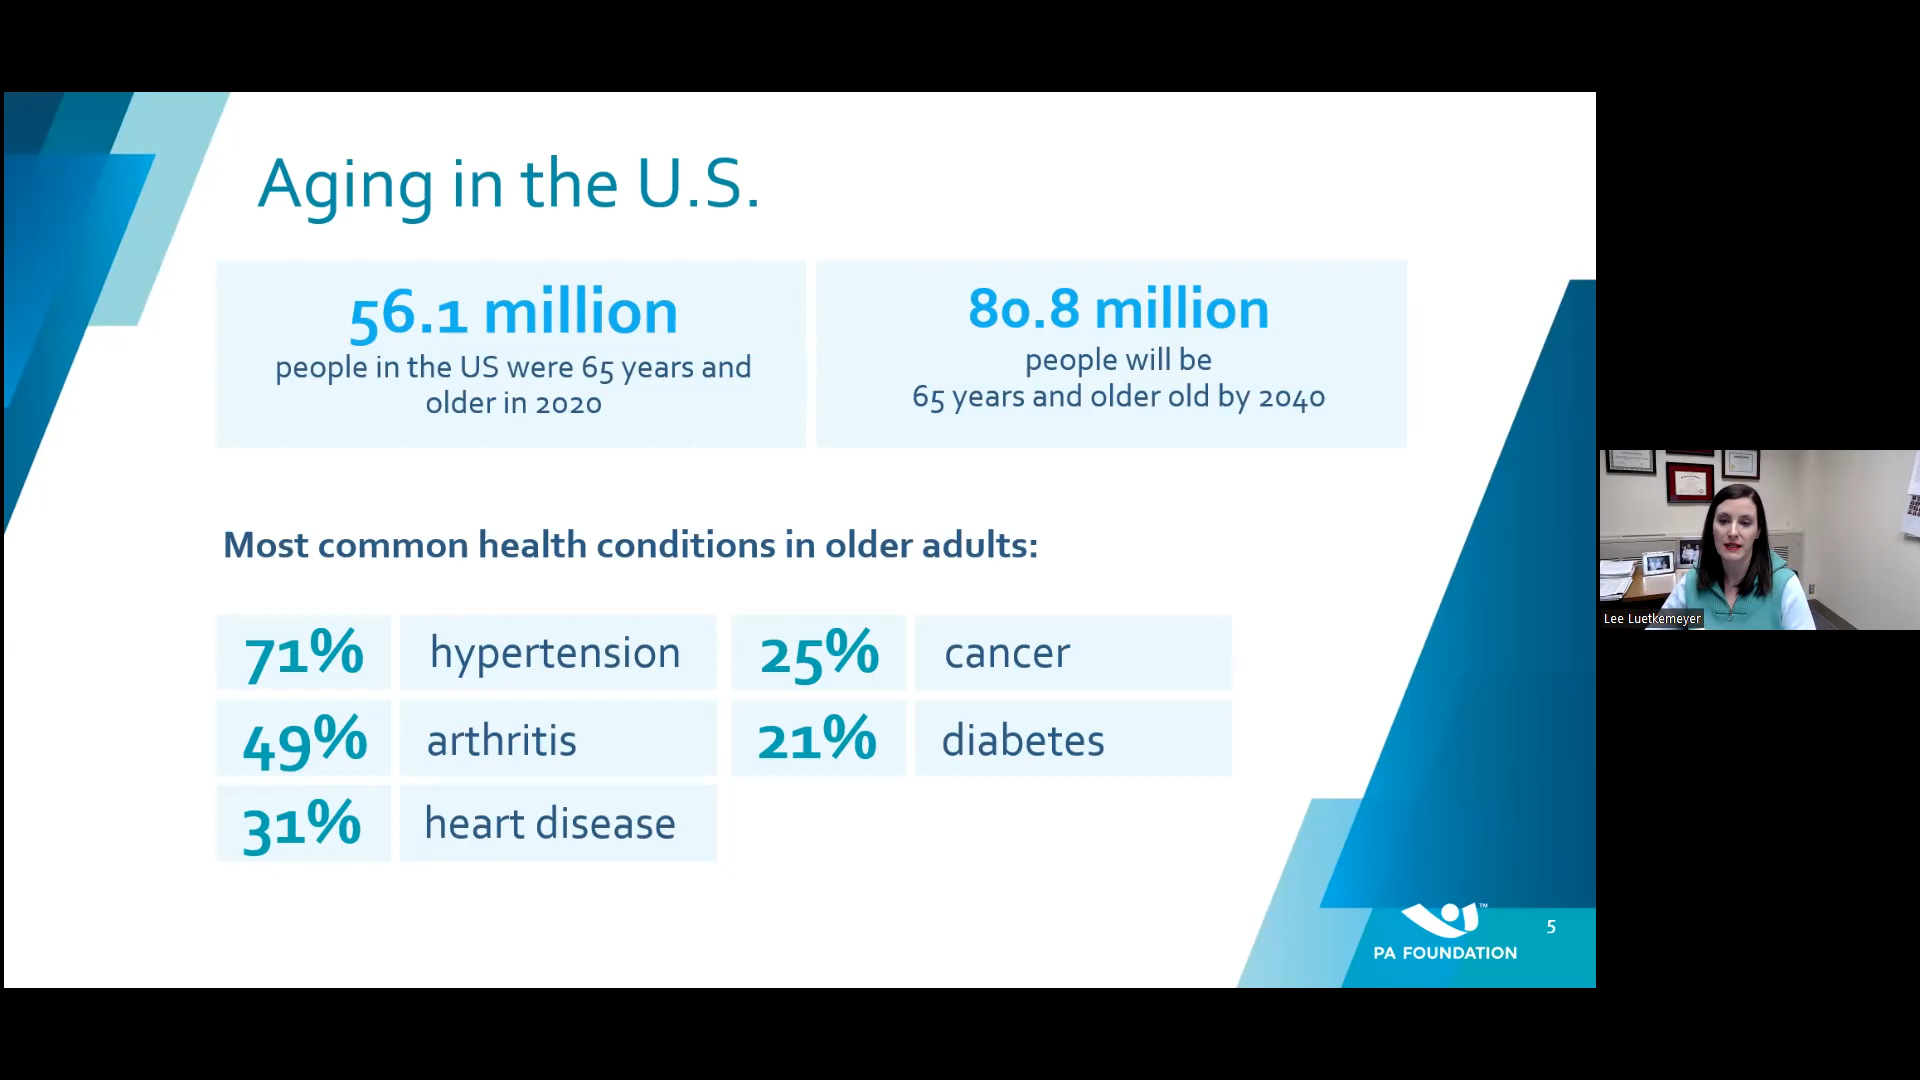 Aging in the U.S.
56.1 million
people in the US were 65 years and
older in 2020
80.8 million
people will be
65 years and older old by 2040
Most common health conditions in older adults:
71% hypertension
25% cancer
49% arthritis
21% diabetes
31% heart disease
PA FOUNDATION
TM
5
Lee Luetkemeyer